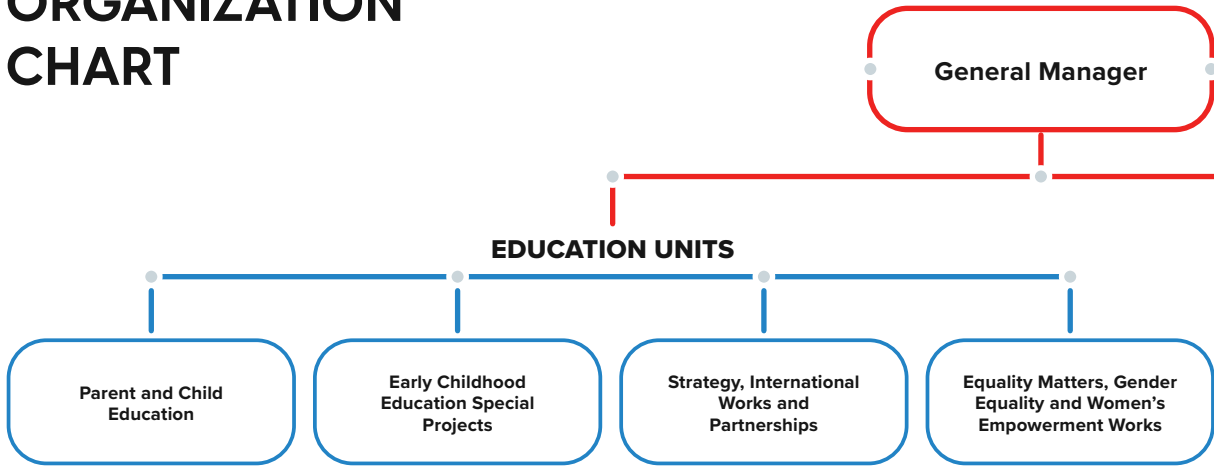 ORGANIZATION
CHART
General Manager
EDUCATION UNITS
Parent and Child
Education
Early Childhood
Education Special
Projects
Strategy, International
Works and
Partnerships
Equality Matters, Gender
Equality and Women's
Empowerment Works